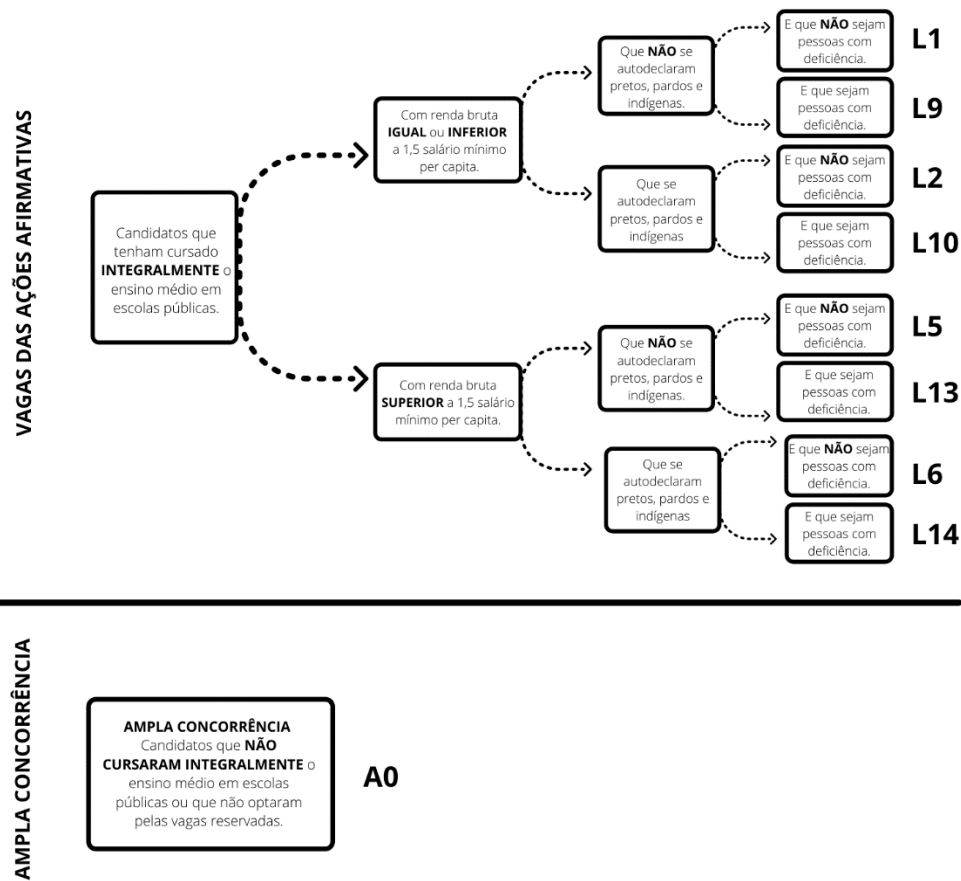 VAGAS DAS AÇÕES AFIRMATIVAS
Candidatos que
tenham cursado
INTEGRALMENTE o
ensino médio em
escolas públicas.
Com renda bruta
IGUAL ou INFERIOR
a 1,5 salário mínimo
per capita.
Que NÃO se
autodeclaram
pretos, pardos e
indígenas.
E que NÃO sejam
pessoas com
deficiência.
L1
E que sejam
pessoas com
deficiência.
L9
Que se
autodeclaram
pretos, pardos e
indígenas
E que NÃO sejam
pessoas com
deficiência.
L2
E que sejam
pessoas com
deficiência.
L10
Com renda bruta
SUPERIOR a 1,5 salário
mínimo per capita.
Que NÃO se
autodeclaram
pretos, pardos e
indígenas.
E que NÃO sejam
pessoas com
deficiência.
L5
E que sejam
pessoas com
deficiência.
L13
Que se
autodeclaram
pretos, pardos e
indígenas
E que NÃO sejam
pessoas com
deficiência.
L6
E que sejam
pessoas com
deficiência.
L14
AMPLA CONCORRÊNCIA
AMPLA CONCORRÊNCIA
Candidatos que NÃO
CURSARAM INTEGRALMENTE o
ensino médio em escolas
públicas ou que não optaram
pelas vagas reservadas.
A0